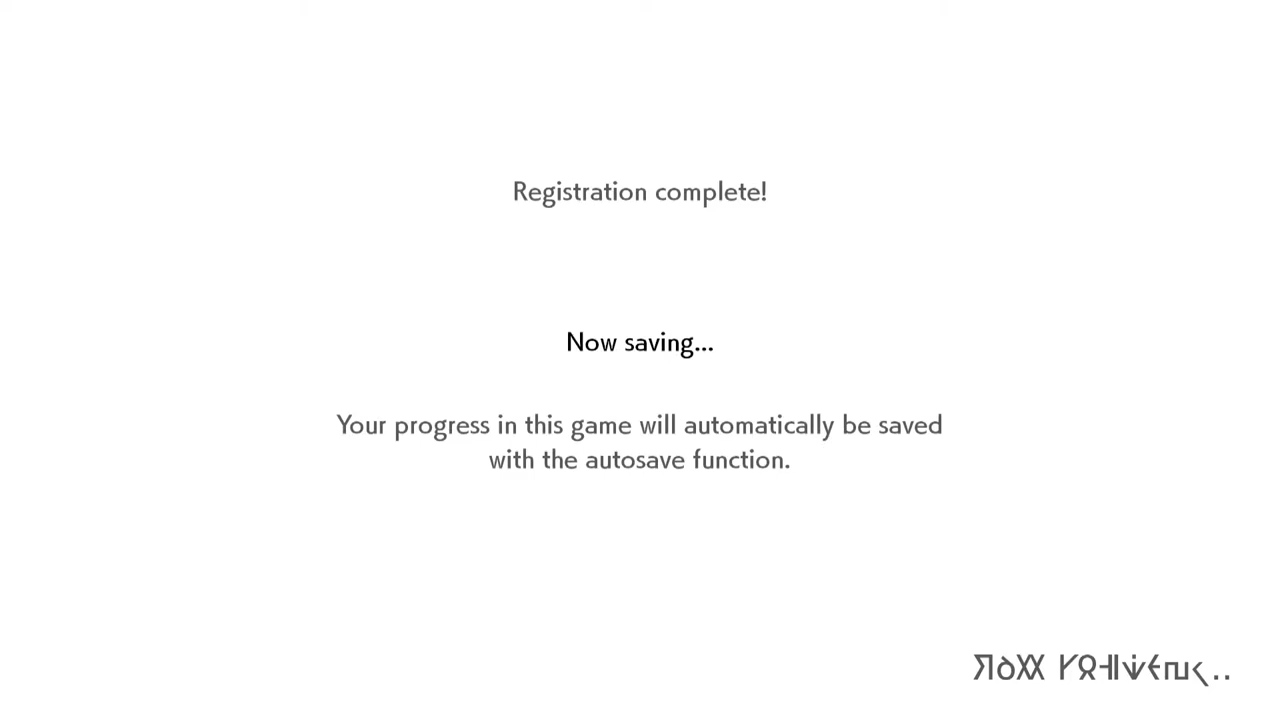 Registration complete!
Now saving...
Your progress in this game will automatically be saved
with the autosave function.